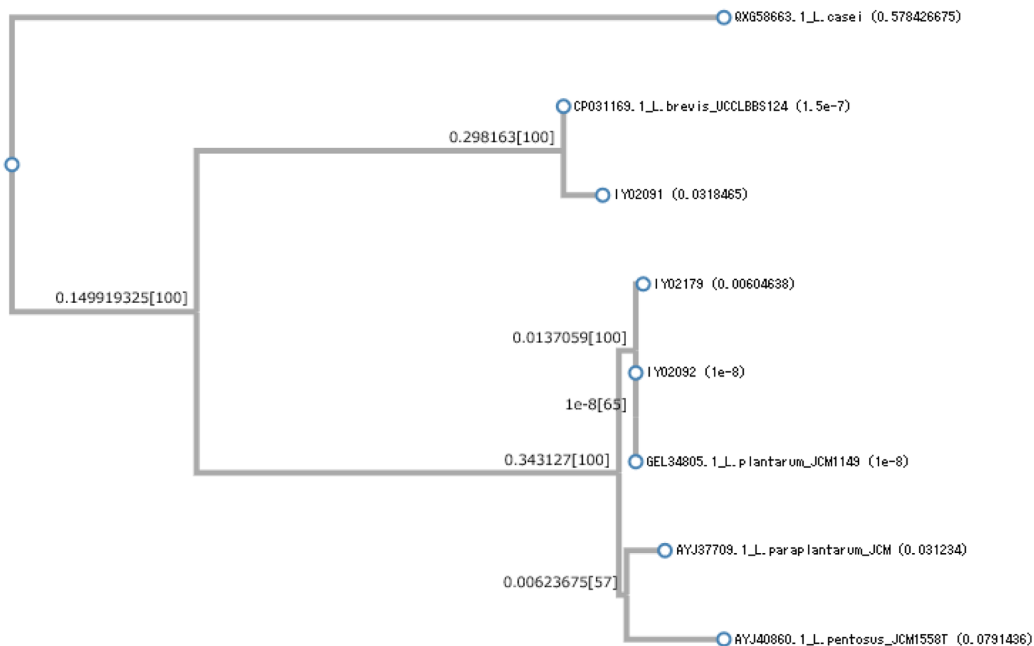 QXG58663.1_L.casei (0.578426675)
CP031169.1_L.brevis_UCCLBBS124 (1.5e-7)
0.298163[100]
IY02091 (0.0318465)
IY02179 (0.00604638)
0.149919325[100]
0.0137059[100]
IY02092 (1e-8)
1e-8[65]
0.343127[100]
GEL34805.1_L.plantarum_JCM1149 (1e-8)
AYJ37709.1_L.paraplantarum_JCM (0.031234)
0.00623675[57]
AYJ40860.1_L.pentosus_JCM1558T (0.0791436)